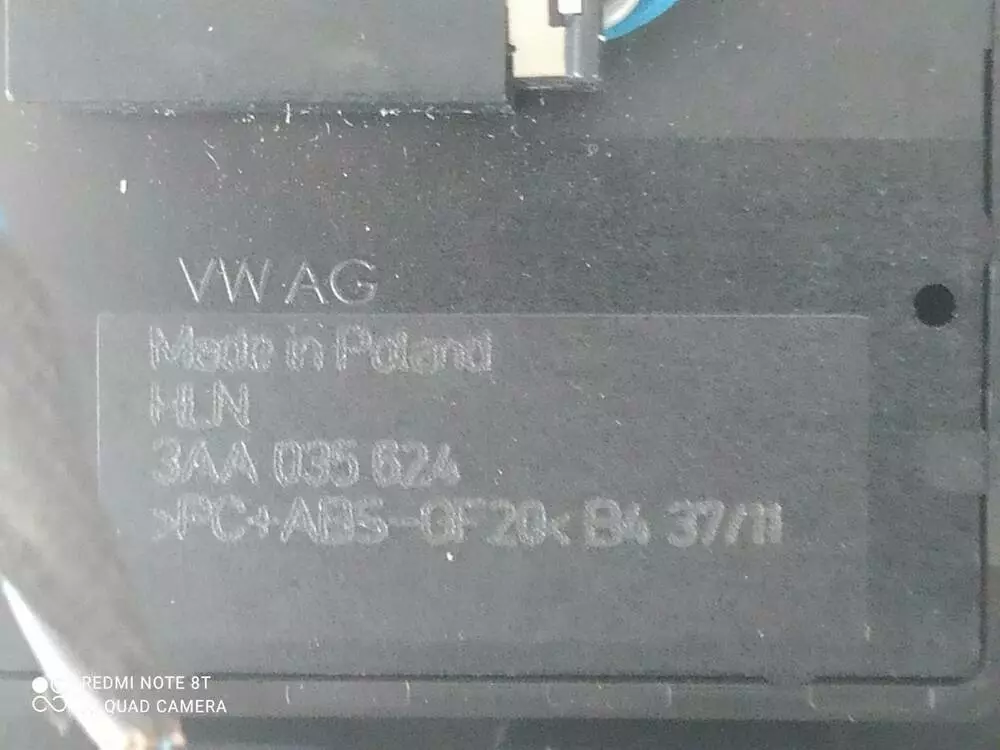 VW AG
Made in Poland
HLN
3AA 035 624
>PC+ABS-GF20< B4 37/11
REDMI NOTE 8T
QUAD CAMERA